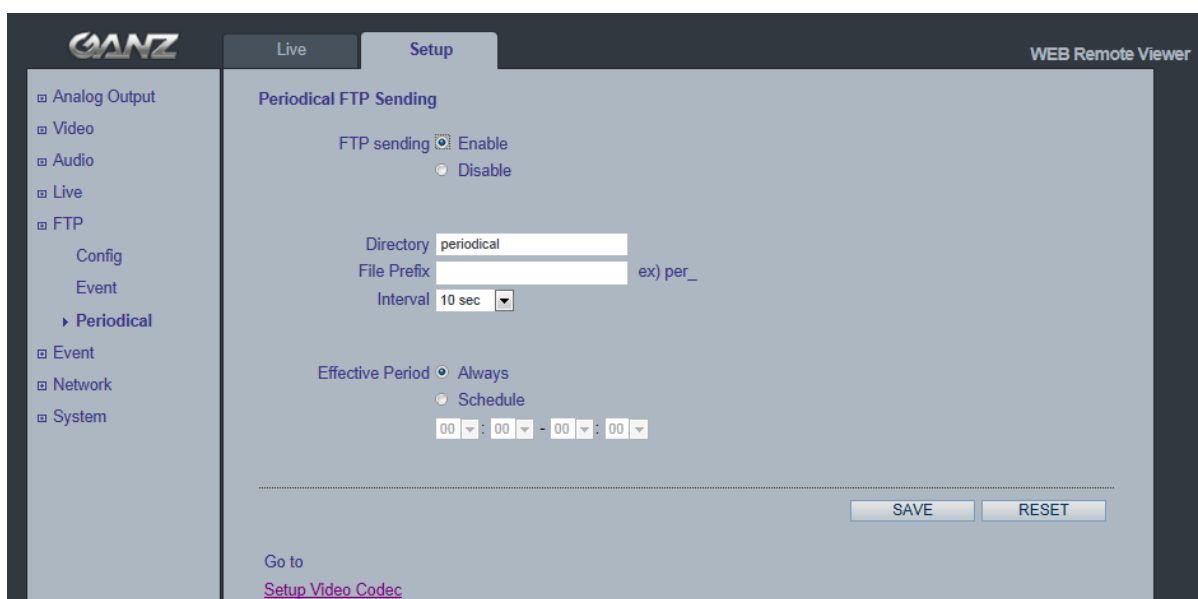 GANZ
Live
Setup
WEB Remote Viewer
Analog Output
Video
Audio
Live
FTP
Config
Event
Periodical
Event
Network
System
Periodical FTP Sending
FTP sending Enable
Disable
Directory periodical
File Prefix ex) per_
Interval 10 sec
Effective Period Always
Schedule
00 : 00 - 00 : 00
SAVE
RESET
Go to
Setup Video Codec